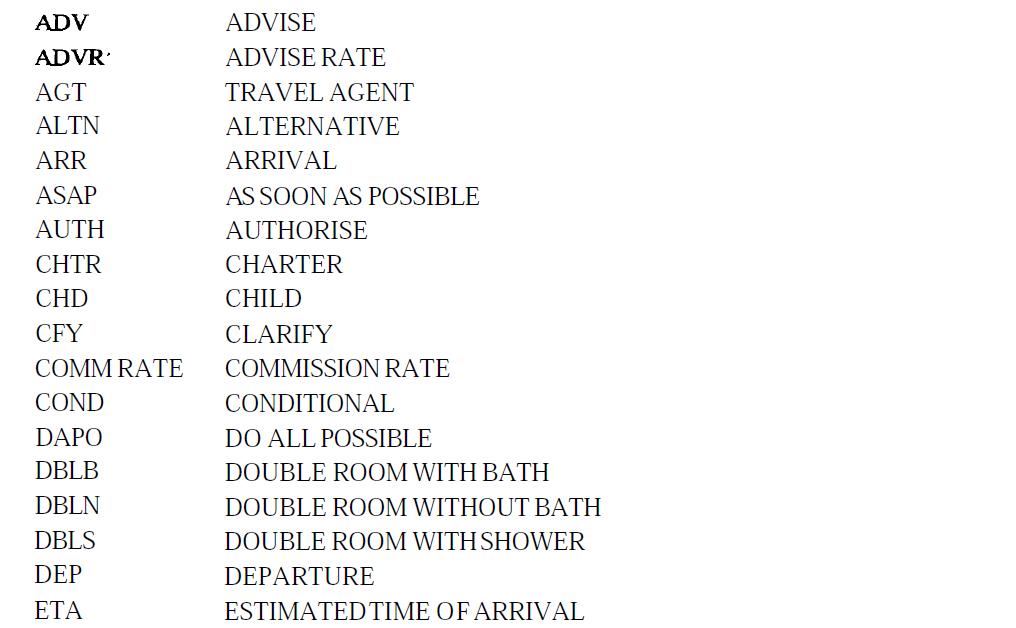 ADV ADVISE
ADVR ADVISE RATE
AGT TRAVEL AGENT
ALTN ALTERNATIVE
ARR ARRIVAL
ASAP AS SOON AS POSSIBLE
AUTH AUTHORISE
CHTR CHARTER
CHD CHILD
CFY CLARIFY
COMM RATE COMMISSION RATE
COND CONDITIONAL
DAPO DO ALL POSSIBLE
DBLB DOUBLE ROOM WITH BATH
DBLN DOUBLE ROOM WITHOUT BATH
DBLS DOUBLE ROOM WITH SHOWER
DEP DEPARTURE
ETA ESTIMATED TIME OF ARRIVAL